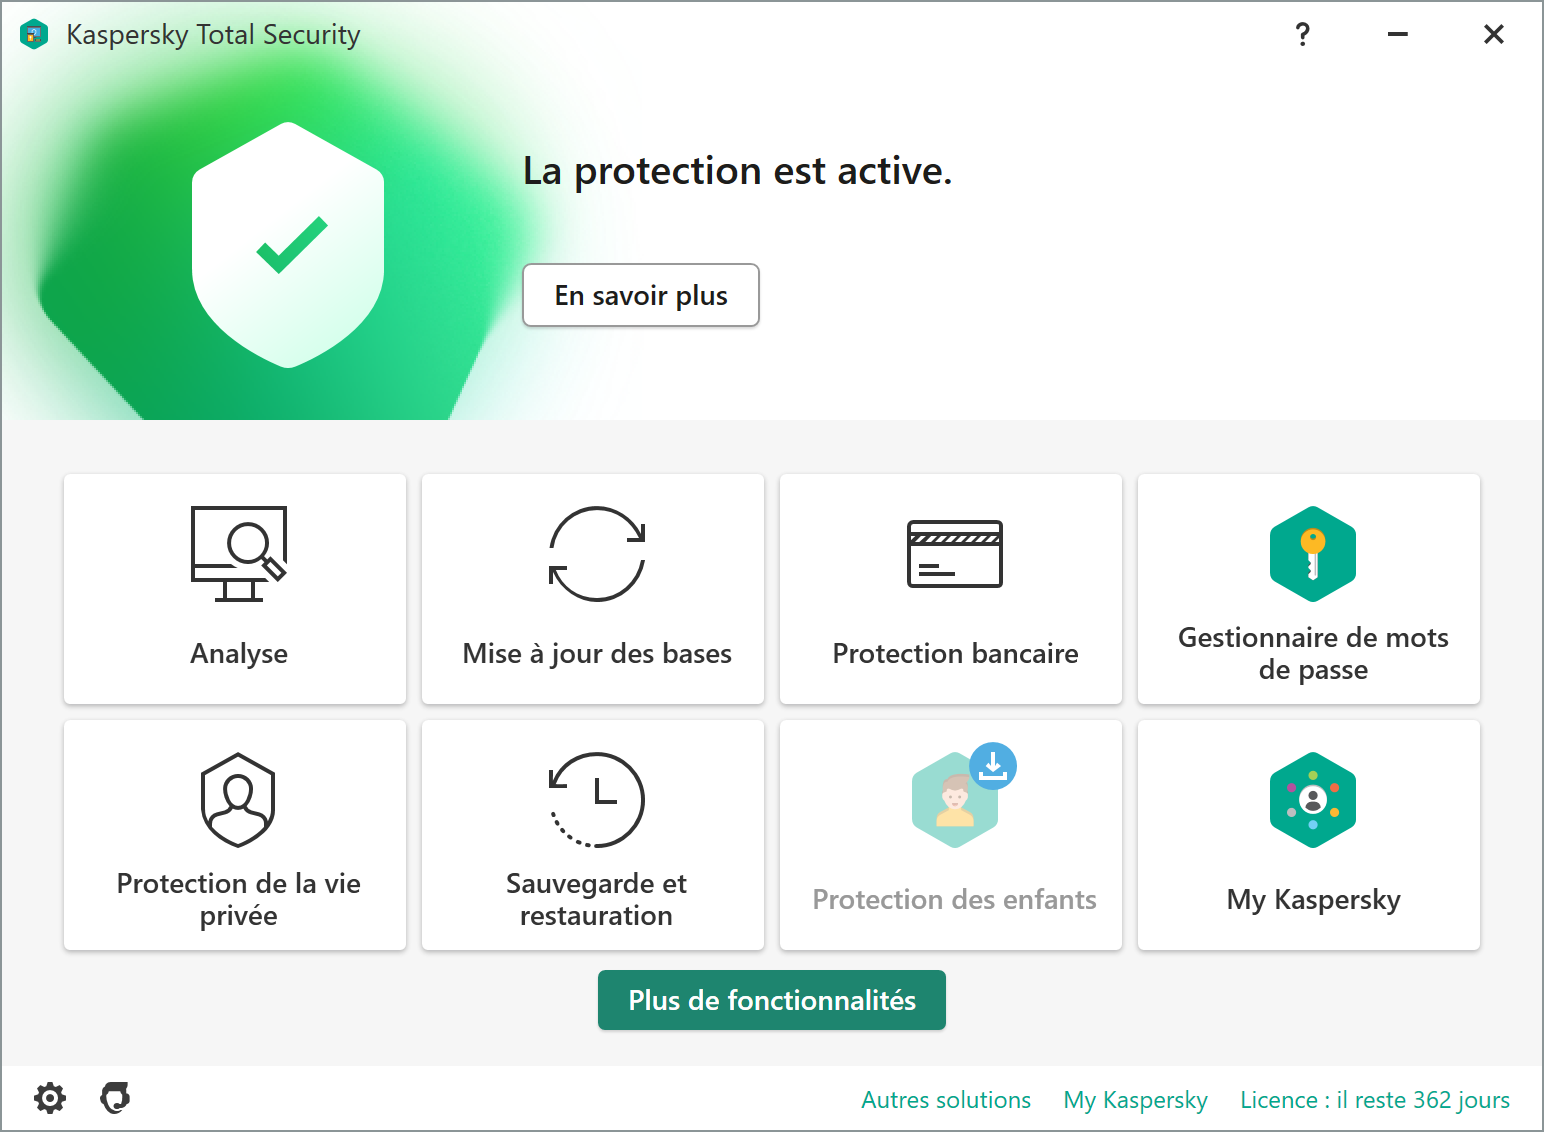 Kaspersky Total Security
?
La protection est active.
En savoir plus
Analyse
Mise à jour des bases
Protection bancaire
Gestionnaire de mots
de passe
Protection de la vie
privée
Sauvegarde et
restauration
Protection des enfants
My Kaspersky
Plus de fonctionnalités
Autres solutions
My Kaspersky
Licence : il reste 362 jours